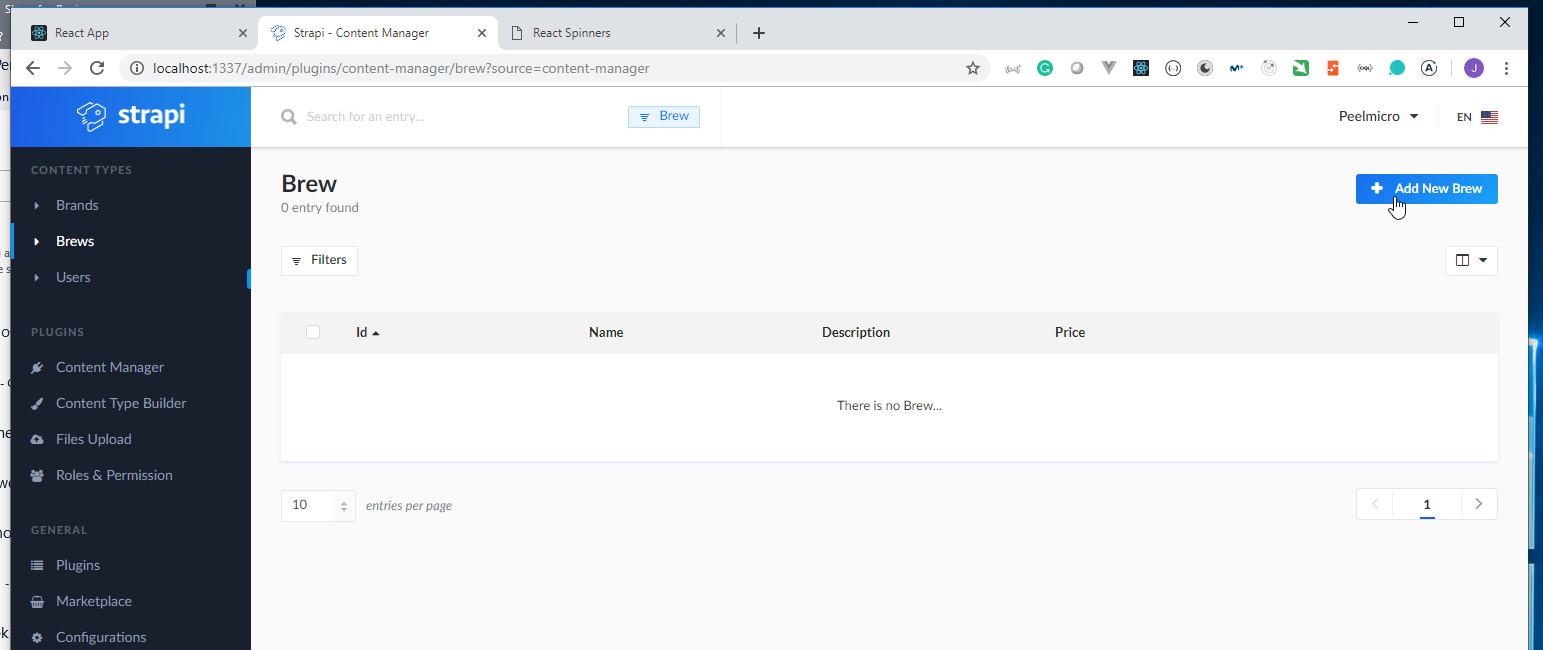 React App
Strapi - Content Manager
React Spinners
localhost:1337/admin/plugins/content-manager/brew?source=content-manager
J
strapi
Search for an entry...
Brew
Peelmicro
EN
CONTENT TYPES
Brands
Brews
Users
PLUGINS
Content Manager
Content Type Builder
Files Upload
Roles & Permission
GENERAL
Plugins
Marketplace
Configurations
Brew
0 entry found
Add New Brew
Filters
Id
Name
Description
Price
There is no Brew...
10
entries per page
1